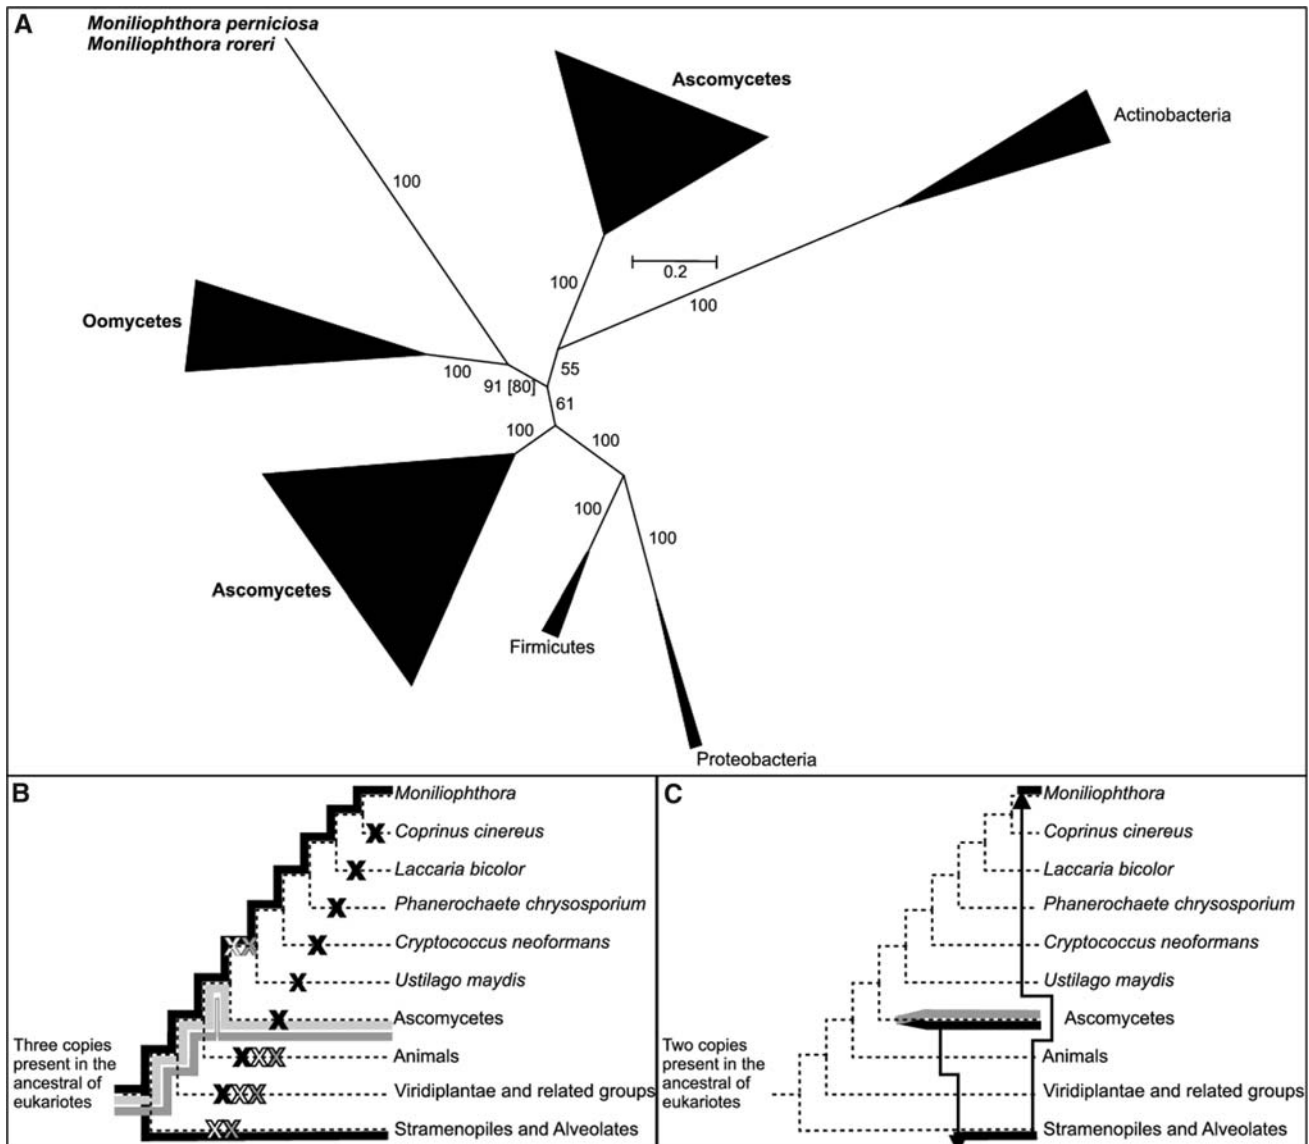 A
Moniliophthora perniciosa
Moniliophthora roreri
Ascomycetes
Actinobacteria
100
0.2
100
100
Oomycetes
100
91 [80]
55
61
100
100
100
100
Ascomycetes
Firmicutes
Proteobacteria
B
Moniliophthora
Coprinus cinereus
Laccaria bicolor
Phanerochaete chrysosporium
Cryptococcus neoformans
Ustilago maydis
Ascomycetes
Animals
Viridiplantae and related groups
Stramenopiles and Alveolates
Three copies
present in the
ancestral of
eukariotes
C
Moniliophthora
Coprinus cinereus
Laccaria bicolor
Phanerochaete chrysosporium
Cryptococcus neoformans
Ustilago maydis
Ascomycetes
Animals
Viridiplantae and related groups
Stramenopiles and Alveolates
Two copies
present in the
ancestral of
eukariotes